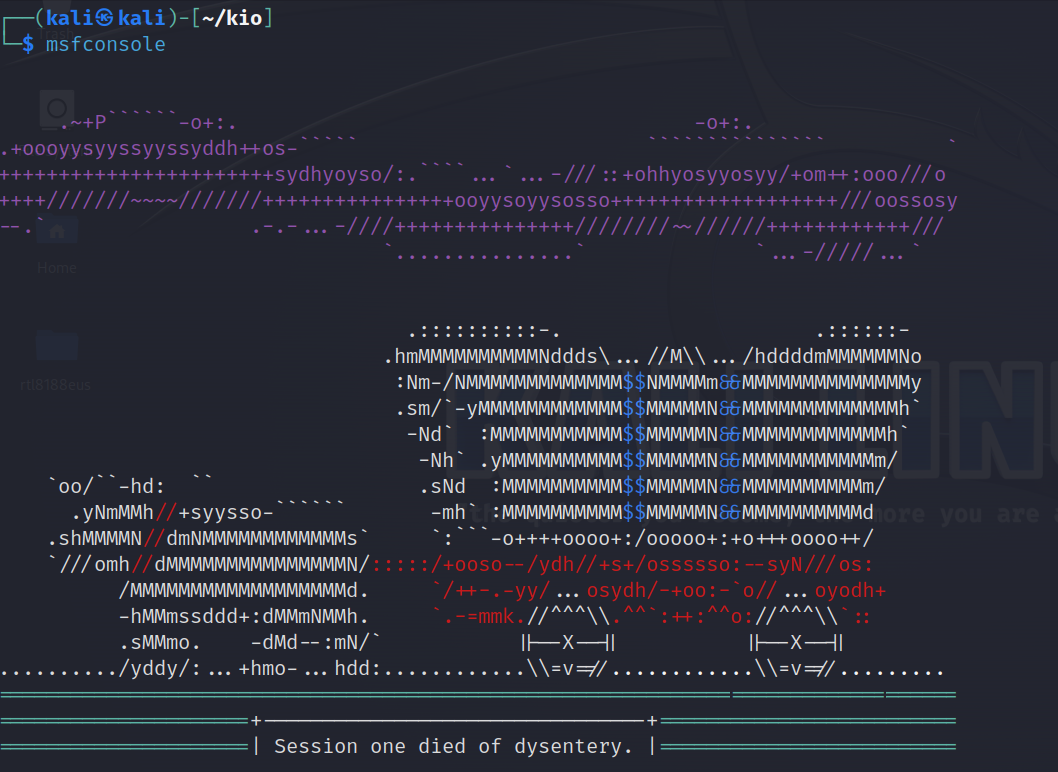 ┌──(kali㉿kali)-[~/kio]
└─$ msfconsole
     .~+P``````-o+:.                                      -o+:.
.+oooyysyyssyyssyddh++os-`````                        ```````````````          `
+++++++++++++++++++++++sydhyoyso/:.````...`...-///::+ohhyosyyosyy/+om++:ooo///o
++++///////~~~~///////++++++++++++++++ooyysoyysosso+++++++++++++++++++///oossosy
--.`                 .-.-...-////+++++++++++++++////////~~//////++++++++++++///
                                `...............`              `...-/////...`
                                  .::::::::::-.                     .::::::-
                                .hmMMMMMMMMMMNddds\...//M\\.../hddddmMMMMMMNo
                                 :Nm-/NMMMMMMMMMMMMM$$NMMMMm&&MMMMMMMMMMMMMMy
                                 .sm/`-yMMMMMMMMMMMM$$MMMMMN&&MMMMMMMMMMMMMh`
                                  -Nd`  :MMMMMMMMMMM$$MMMMMN&&MMMMMMMMMMMMh`
                                   -Nh` .yMMMMMMMMMM$$MMMMMN&&MMMMMMMMMMMm/
    `oo/``-hd:  ``                 .sNd  :MMMMMMMMMM$$MMMMMN&&MMMMMMMMMMm/
      .yNmMMh//+syysso-``````       -mh` :MMMMMMMMMM$$MMMMMN&&MMMMMMMMMMd
    .shMMMMN//dmNMMMMMMMMMMMMs`     `:```-o++++oooo+:/ooooo+:+o+++oooo++/
    `///omh//dMMMMMMMMMMMMMMMN/:::::/+ooso--/ydh//+s+/ossssso:--syN///os:
          /MMMMMMMMMMMMMMMMMMd.     `/++-.-yy/...osydh/-+oo:-`o//...oyodh+
          -hMMmssddd+:dMMmNMMh.     `.-=mmk.//^^^\\.^^`:++:^^o://^^^\\`::
          .sMMmo.    -dMd--:mN/`           ||--X--||          ||--X--||
........../yddy/:...+hmo-...hdd:............\\=v=//............\\=v=//.........
================================================================================
=====================+--------------------------------+=========================
=====================| Session one died of dysentery. |=========================
Home
rtl8188eus